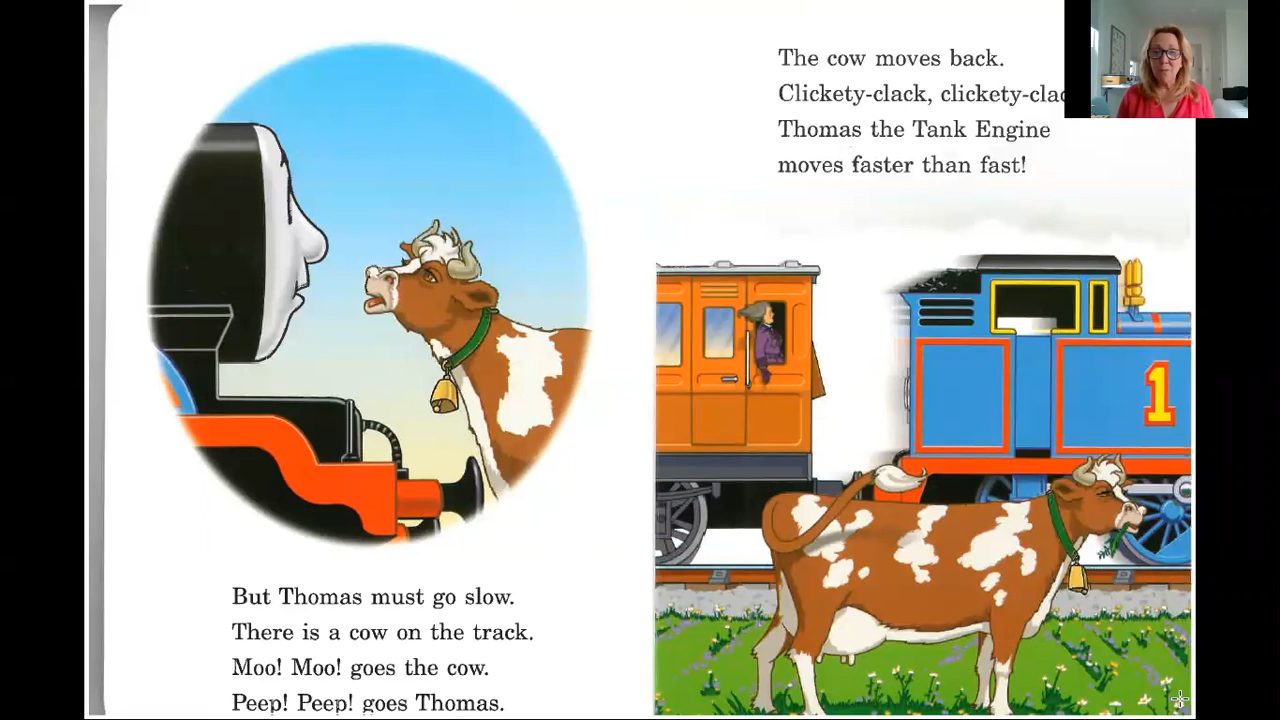 But Thomas must go slow.
There is a cow on the track.
Moo! Moo! goes the cow.
Peep! Peep! goes Thomas.
The cow moves back.
Clickety-clack, clickety-clac
Thomas the Tank Engine
moves faster than fast!
1